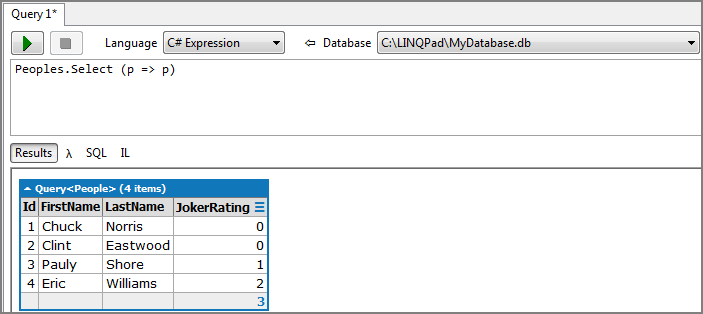 Query 1*
Language C# Expression Database C:\LINQPad\MyDatabase.db
Peoples.Select (p => p)
Results λ SQL IL
Query<People> (4 items)
Id FirstName LastName JokerRating
1 Chuck Norris 0
2 Clint Eastwood 0
3 Pauly Shore 1
4 Eric Williams 2
3